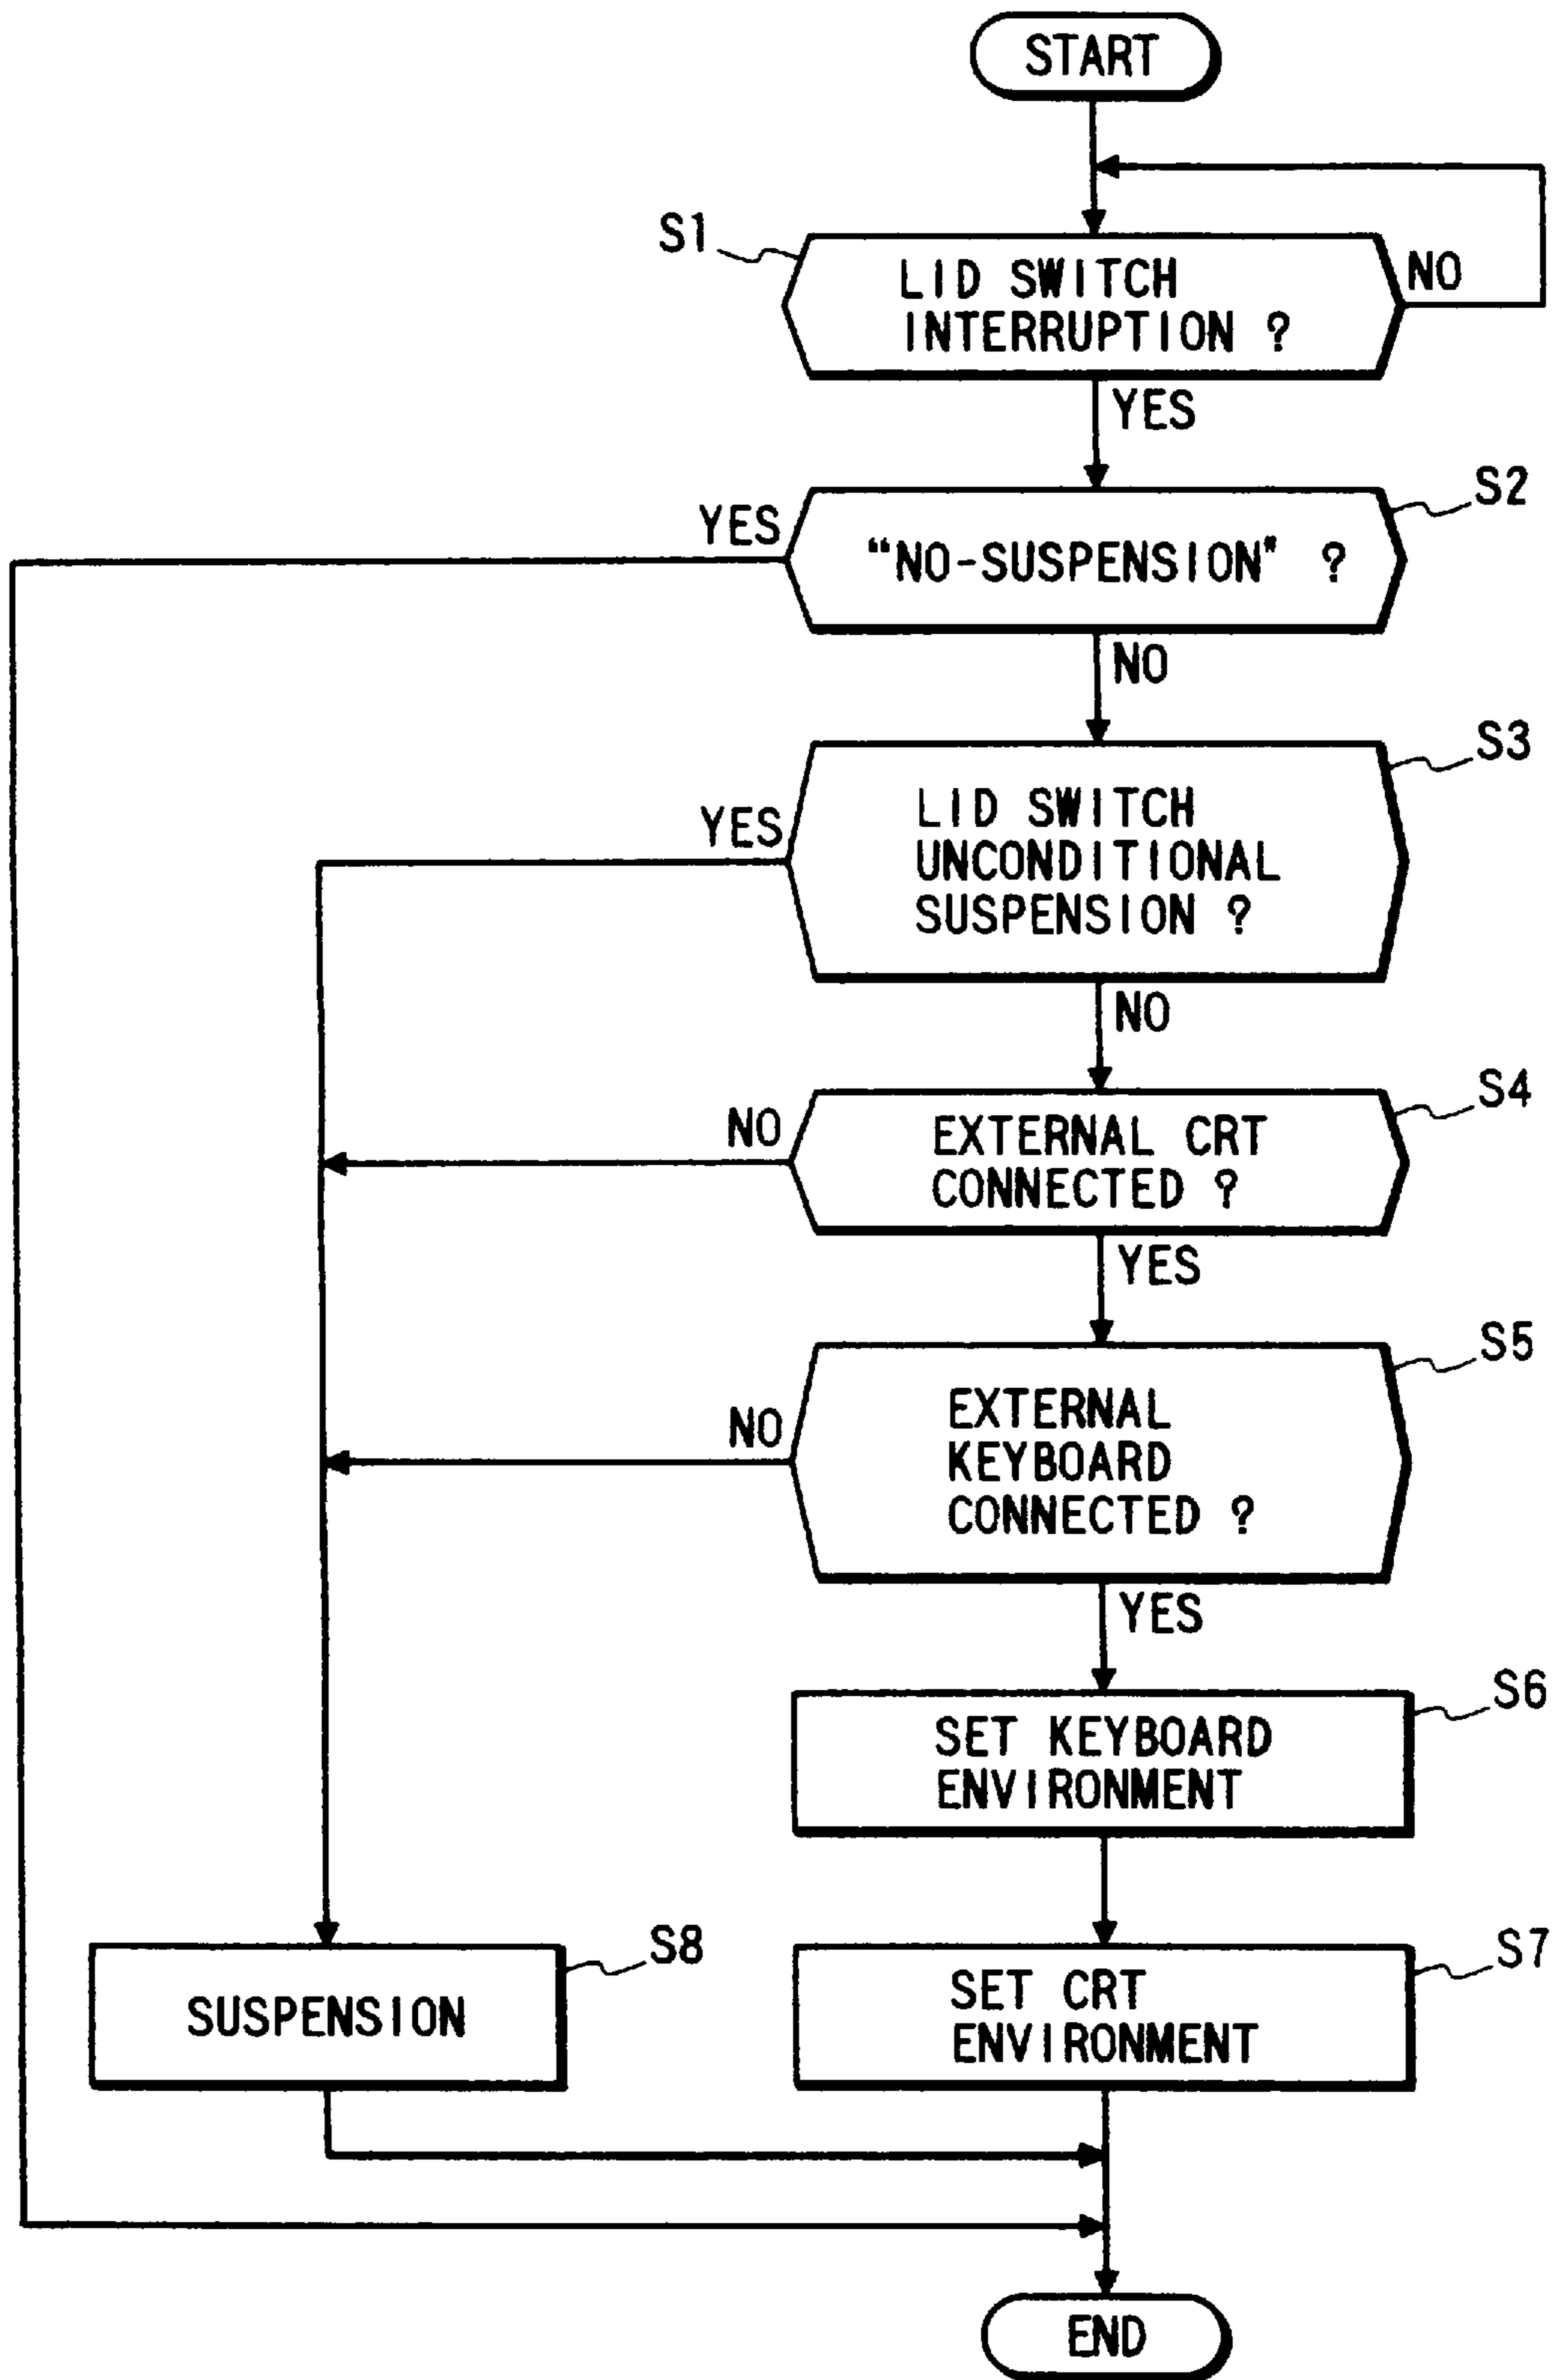 START
S1
LID SWITCH
INTERRUPTION ?
NO
YES
S2
YES
“NO-SUSPENSION” ?
NO
S3
YES
LID SWITCH
UNCONDITIONAL
SUSPENSION ?
NO
S4
NO
EXTERNAL CRT
CONNECTED ?
YES
S5
NO
EXTERNAL
KEYBOARD
CONNECTED ?
YES
S6
SET KEYBOARD
ENVIRONMENT
S8
SUSPENSION
S7
SET CRT
ENVIRONMENT
END